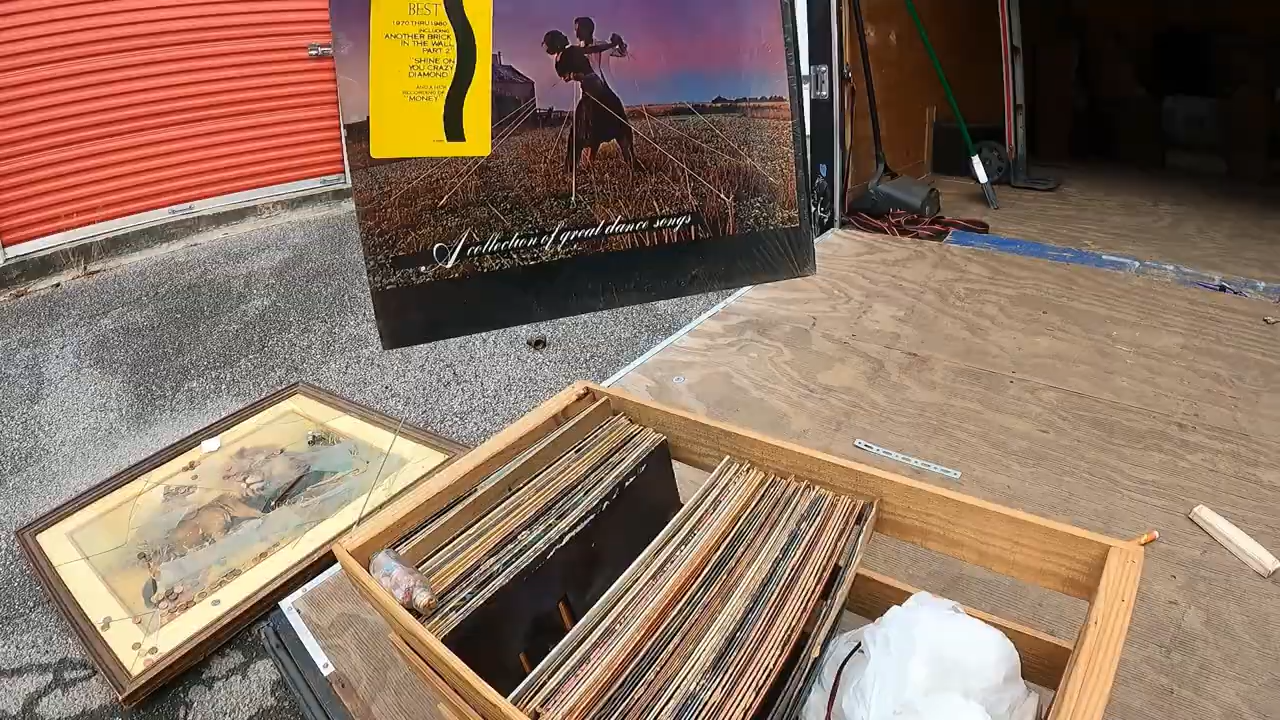 BEST
1970 THRU 1980
INCLUDING
ANOTHER BRICK
IN THE WALL
PART 2"
"SHINE ON
YOU CRAZY
DIAMOND"
AND A NEW
RECORDING OF
"MONEY"
A collection of great dance songs